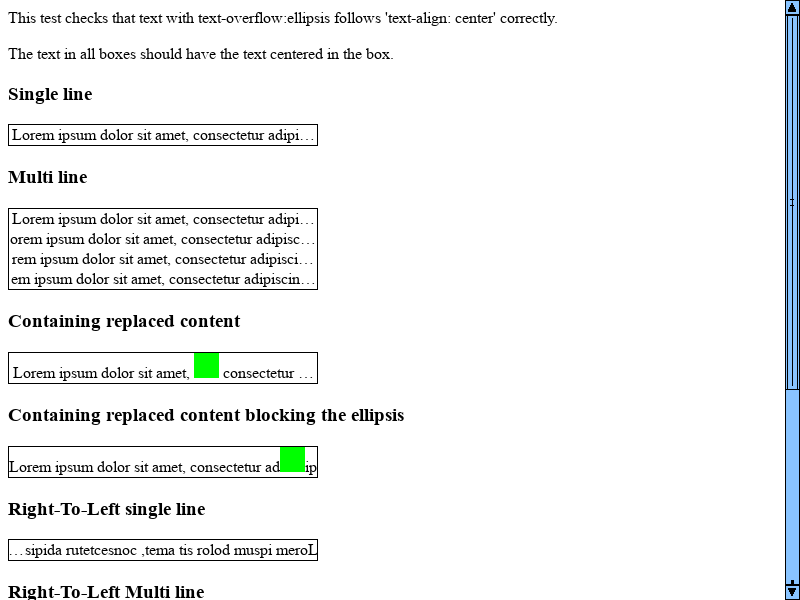 This test checks that text with text-overflow:ellipsis follows 'text-align: center' correctly.
The text in all boxes should have the text centered in the box.
Single line
Lorem ipsum dolor sit amet, consectetur adipi…
Multi line
Lorem ipsum dolor sit amet, consectetur adipi…
orem ipsum dolor sit amet, consectetur adipisc…
rem ipsum dolor sit amet, consectetur adipisci…
em ipsum dolor sit amet, consectetur adipiscin…
Containing replaced content
Lorem ipsum dolor sit amet, consectetur …
Containing replaced content blocking the ellipsis
Lorem ipsum dolor sit amet, consectetur ad ip
Right-To-Left single line
…sipida rutetcesnoc ,tema tis rolod muspi meroL
Right-To-Left Multi line